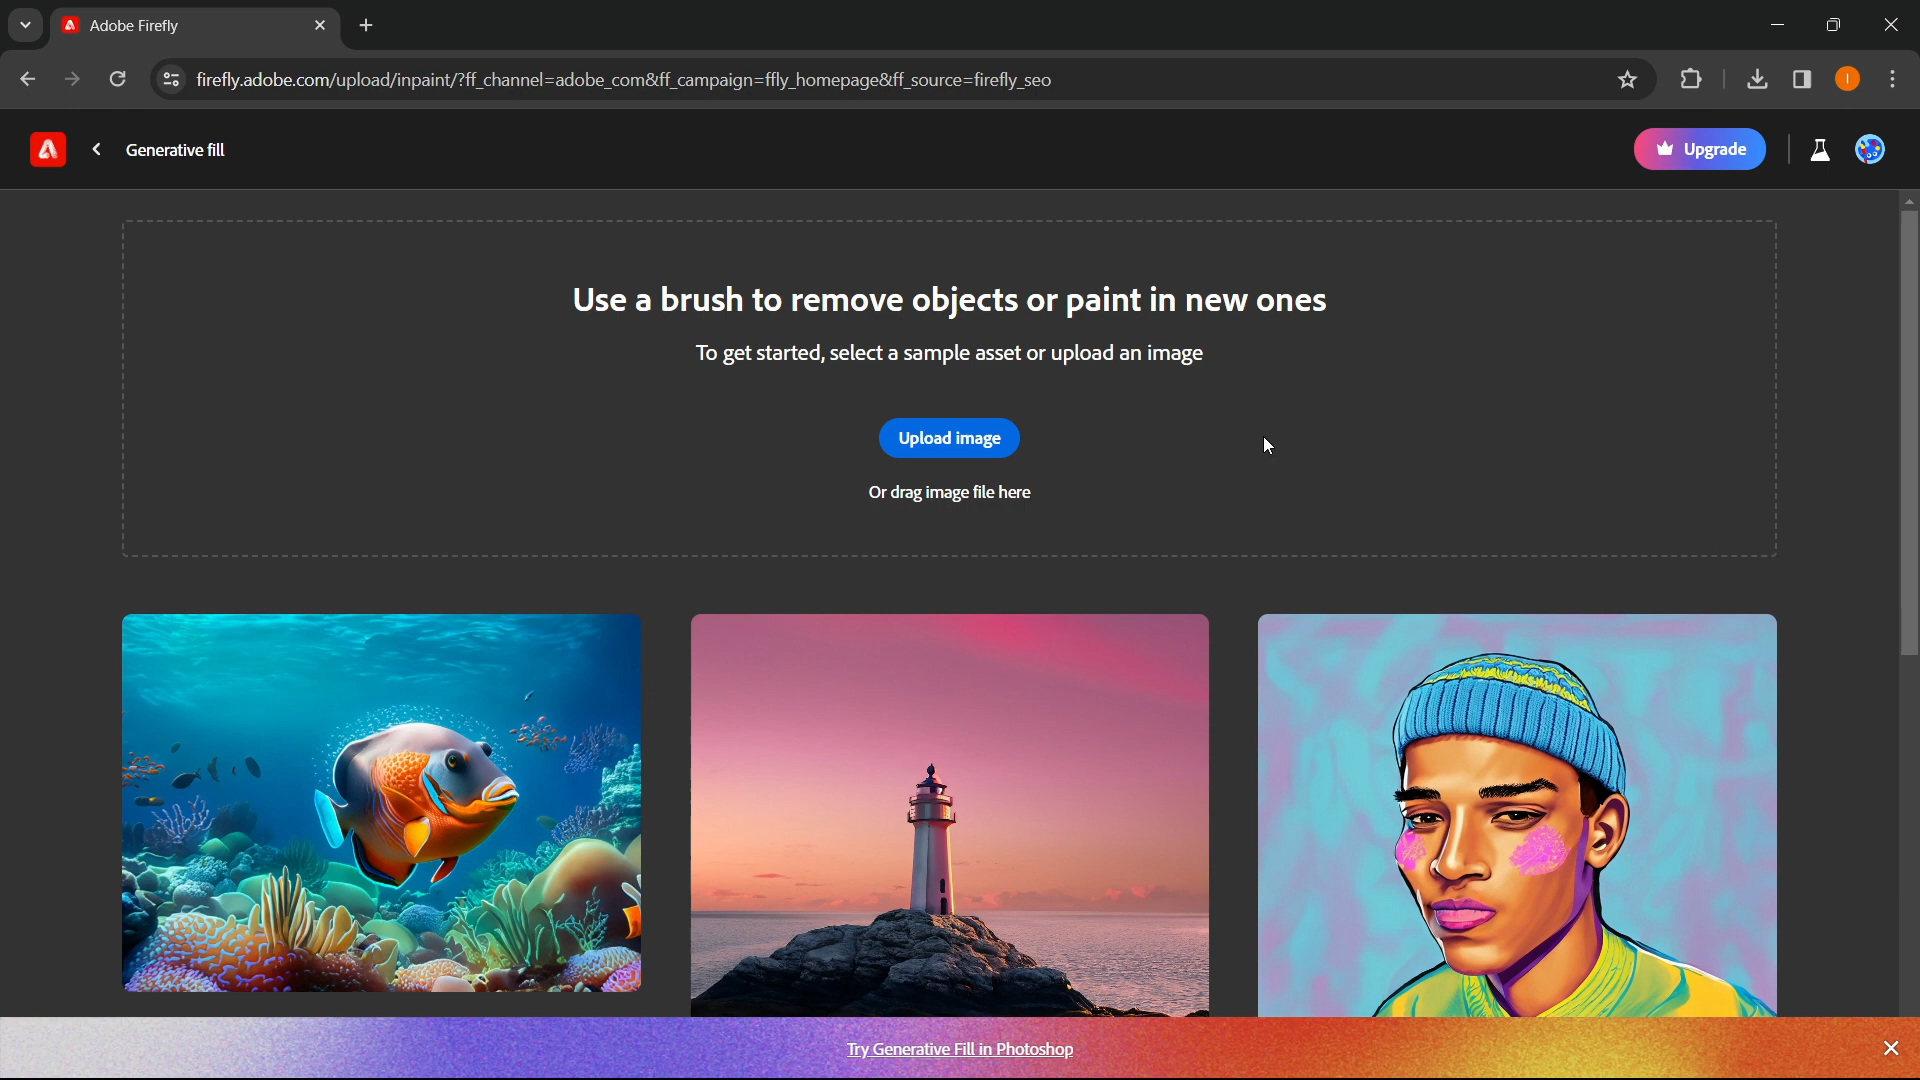 Adobe Firefly
firefly.adobe.com/upload/inpaint/?ff_channel=adobe_com&ff_campaign=ffly_homepage&ff_source=firefly_seo
I
Generative fill
Upgrade
Use a brush to remove objects or paint in new ones
To get started, select a sample asset or upload an image
Upload image
Or drag image file here
Try Generative Fill in Photoshop